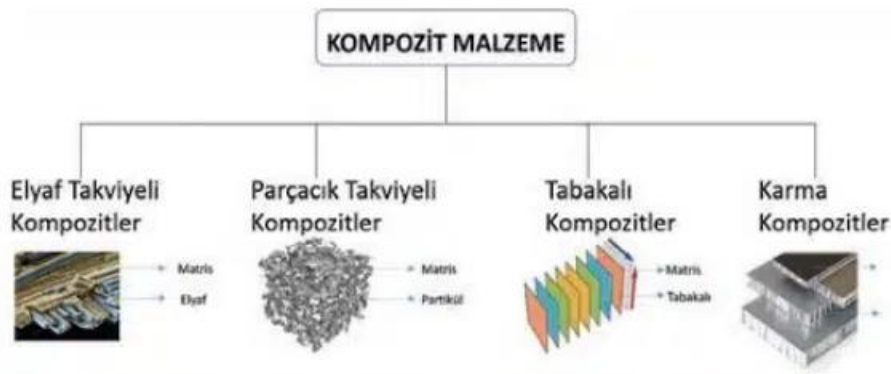 KOMPOZİT MALZEME
Elyaf Takviyeli
Kompozitler
Matris
Elyaf
Parçacık Takviyeli
Kompozitler
Matris
Partikül
Tabakalı
Kompozitler
Matris
Tabakalı
Karma
Kompozitler